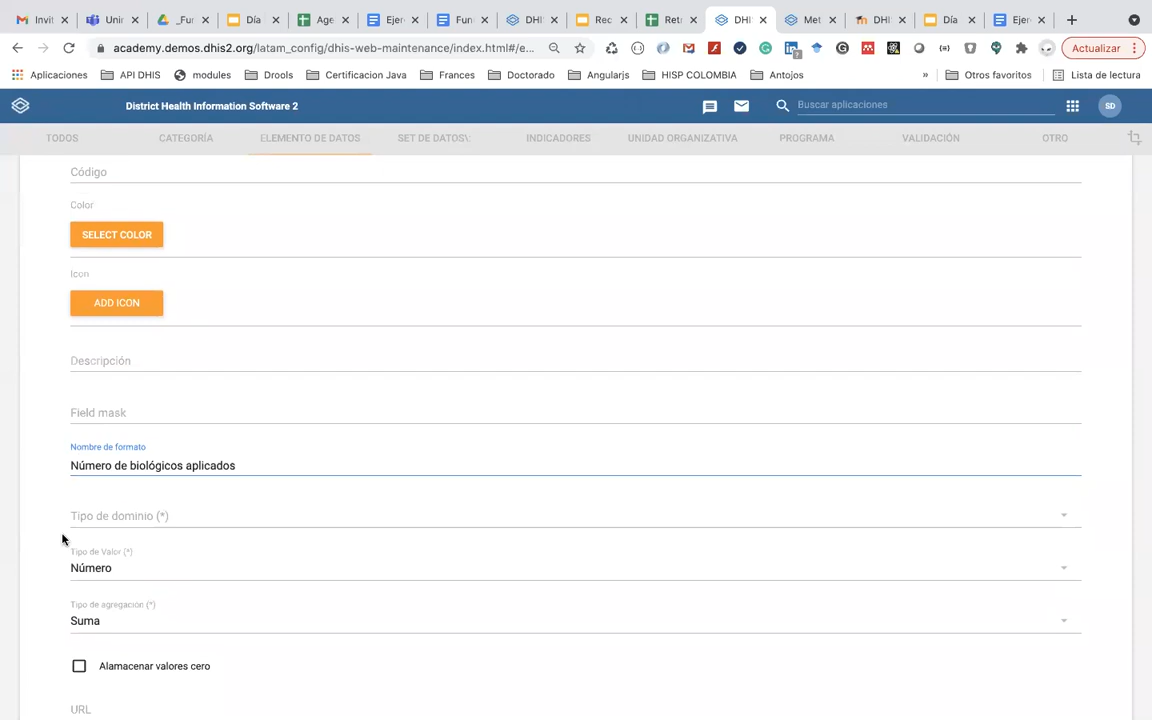 Invit
Unir
_Fur
Día
Age
Ejer
Fun
DHI
Rec
Retr
DHI
Met
DHI
Día
Ejer
academy.demos.dhis2.org/latam_config/dhis-web-maintenance/index.html#/e...
Actualizar
Aplicaciones
API DHIS
modules
Drools
Certificacion Java
Frances
Doctorado
Angularjs
HISP COLOMBIA
Antojos
»
Otros favoritos
Lista de lectura
District Health Information Software 2
Buscar aplicaciones
SD
TODOS
CATEGORÍA
ELEMENTO DE DATOS
SET DE DATOS\:
INDICADORES
UNIDAD ORGANIZATIVA
PROGRAMA
VALIDACIÓN
OTRO
Código
Color
SELECT COLOR
Icon
ADD ICON
Descripción
Field mask
Nombre de formato
Número de biológicos aplicados
Tipo de dominio (*)
Tipo de Valor (*)
Número
Tipo de agregación (*)
Suma
Alamacenar valores cero
URL